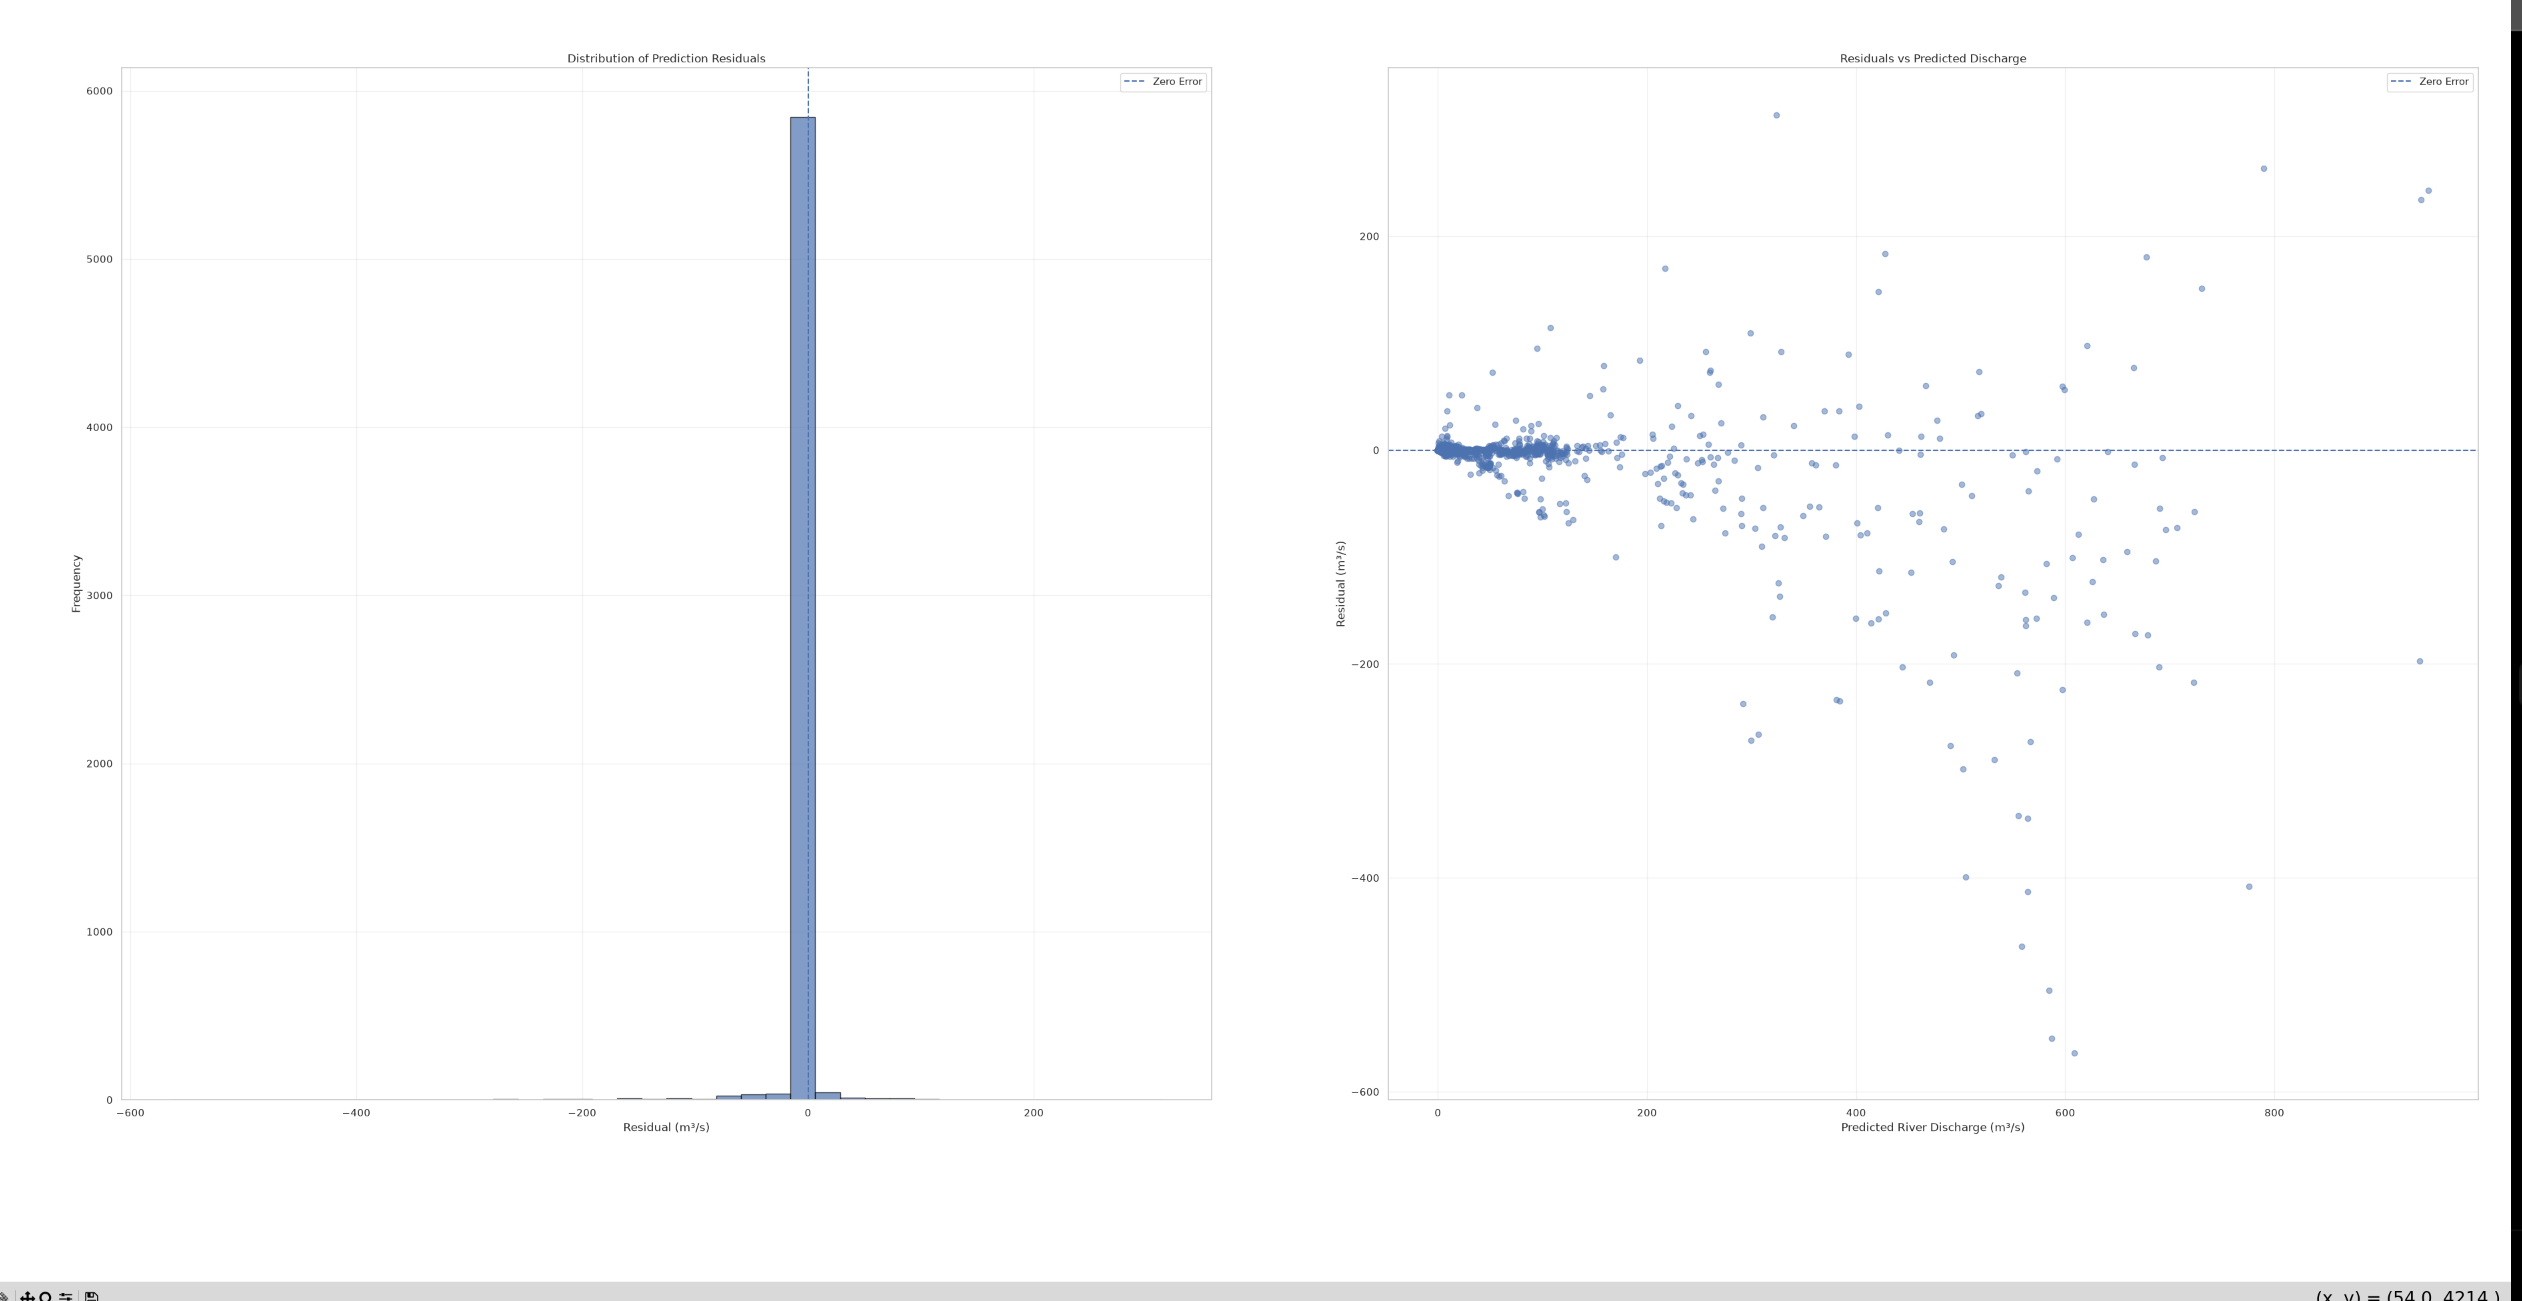 Distribution of Prediction Residuals
Zero Error
6000
5000
4000
3000
2000
1000
0
Frequency
−600
−400
−200
0
200
Residual (m³/s)
Residuals vs Predicted Discharge
Zero Error
200
0
−200
−400
−600
Residual (m³/s)
0
200
400
600
800
Predicted River Discharge (m³/s)
(x, y) = (54.0, 4214.)